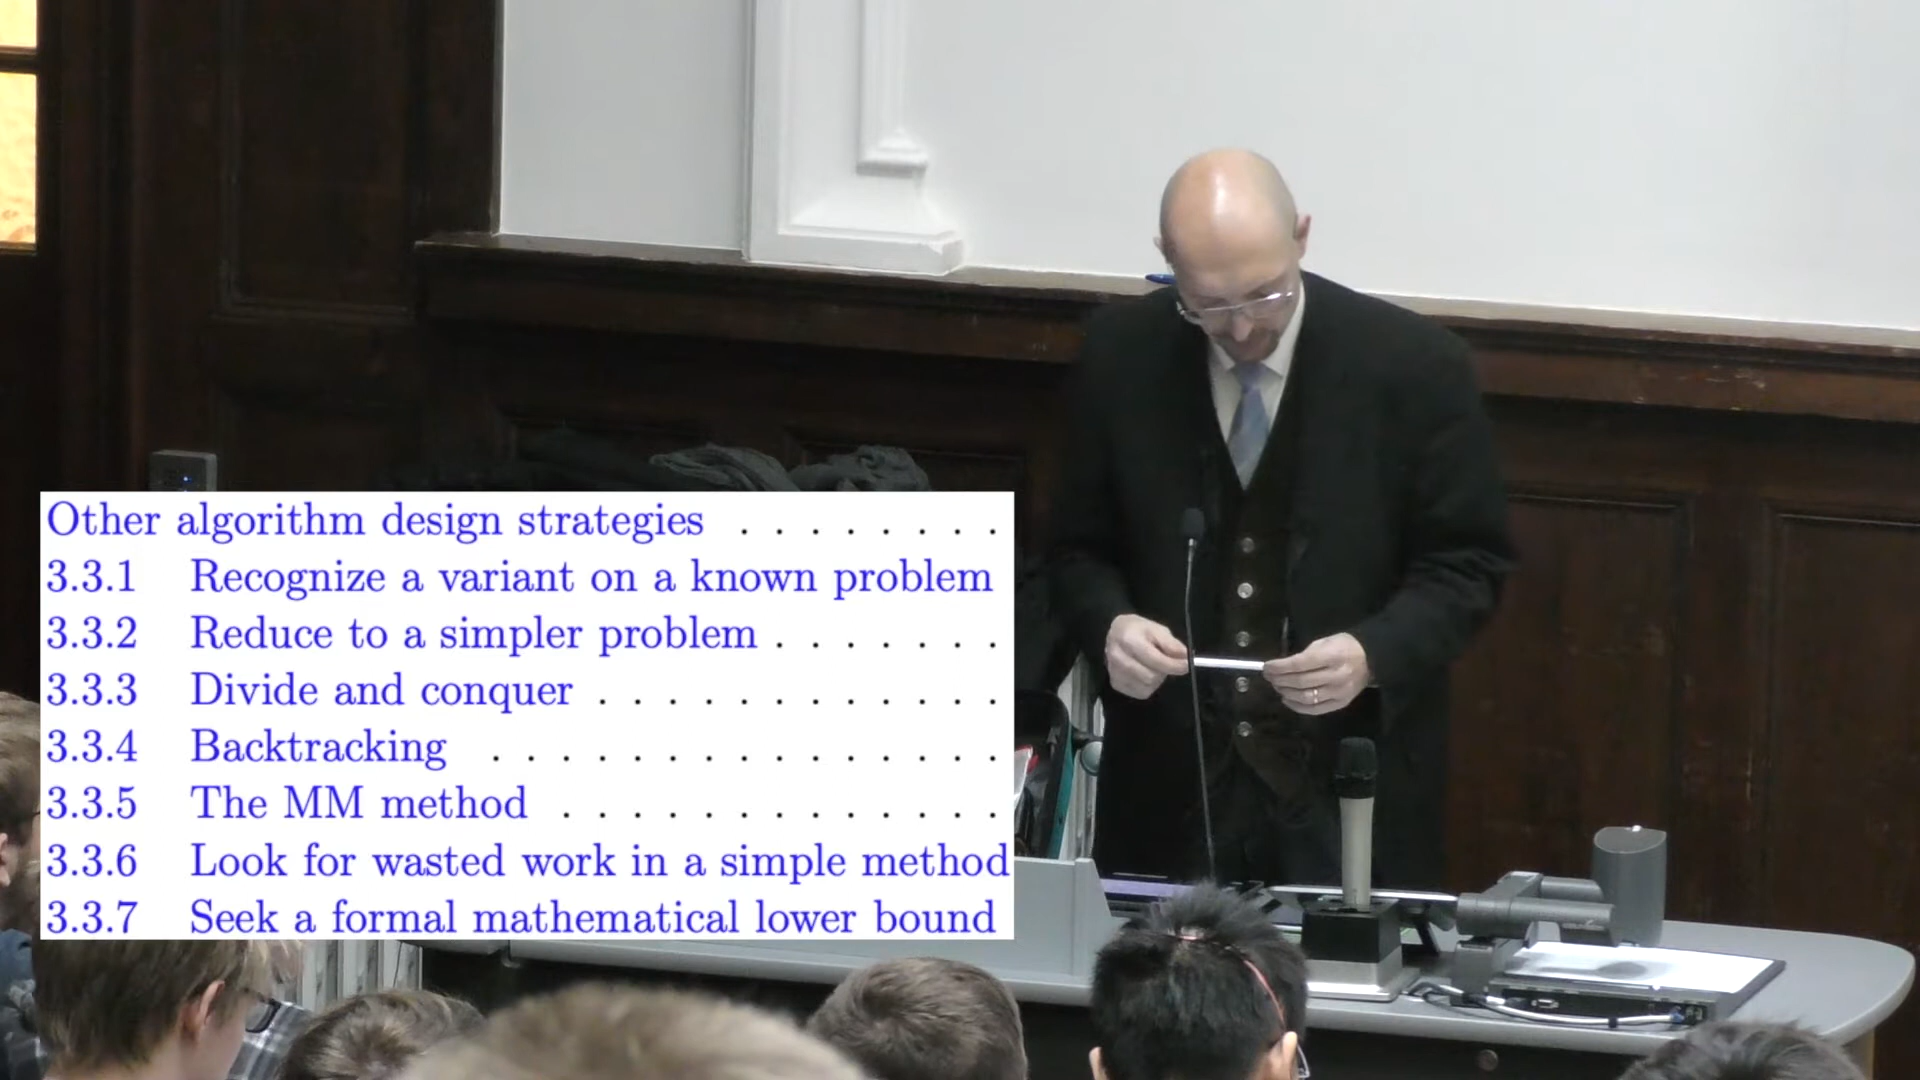 Other algorithm design strategies . . . . . . . .
3.3.1 Recognize a variant on a known problem
3.3.2 Reduce to a simpler problem . . . . . . .
3.3.3 Divide and conquer . . . . . . . . . . . .
3.3.4 Backtracking . . . . . . . . . . . . . . .
3.3.5 The MM method . . . . . . . . . . . . .
3.3.6 Look for wasted work in a simple method
3.3.7 Seek a formal mathematical lower bound